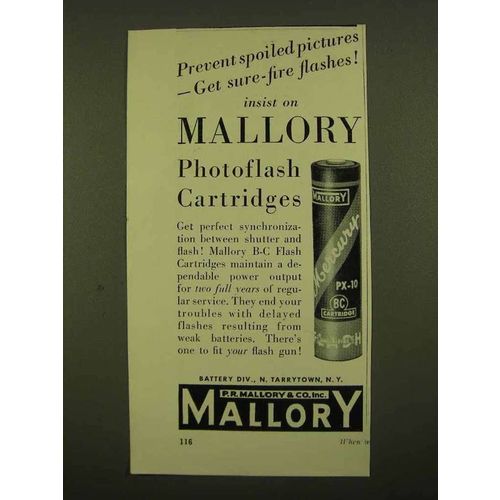 Prevent spoiled pictures
—Get sure-fire flashes!
insist on
MALLORY
Photoflash
Cartridges
Get perfect synchroniza-
tion between shutter and
flash! Mallory B-C Flash
Cartridges maintain a de-
pendable power output
for two full years of regu-
lar service. They end your
troubles with delayed
flashes resulting from
weak batteries. There's
one to fit your flash gun!
MALLORY
Mercury
PX-10
BC
CARTRIDGE
BATTERY DIV., N. TARRYTOWN, N. Y.
P.R. MALLORY & CO. Inc.
MALLORY
116
When